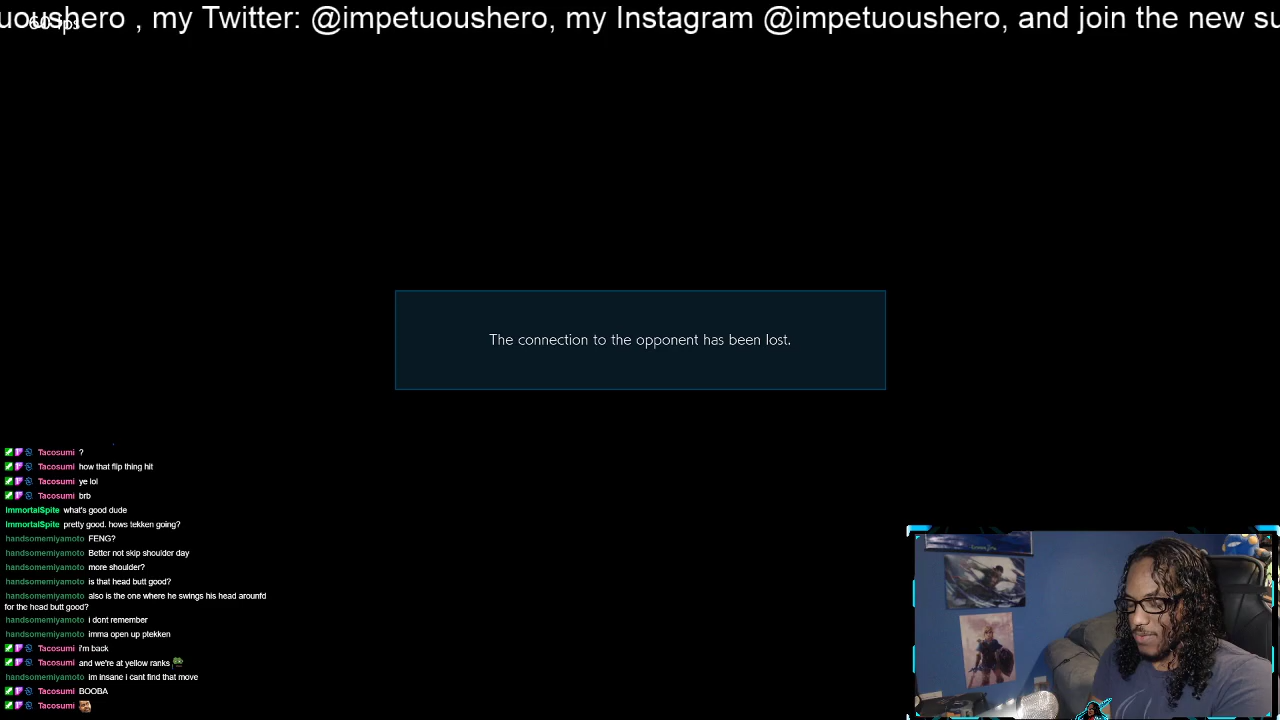 uoushero , my Twitter: @impetuoushero, my Instagram @impetuoushero, and join the new su
60 fps
The connection to the opponent has been lost.
Tacosumi ?
Tacosumi how that flip thing hit
Tacosumi ye lol
Tacosumi brb
ImmortalSpite what's good dude
ImmortalSpite pretty good. hows tekken going?
handsomemiyamoto FENG?
handsomemiyamoto Better not skip shoulder day
handsomemiyamoto more shoulder?
handsomemiyamoto is that head butt good?
handsomemiyamoto also is the one where he swings his head arounfd
for the head butt good?
handsomemiyamoto i dont remember
handsomemiyamoto imma open up ptekken
Tacosumi i'm back
Tacosumi and we're at yellow ranks
handsomemiyamoto im insane i cant find that move
Tacosumi BOOBA
Tacosumi